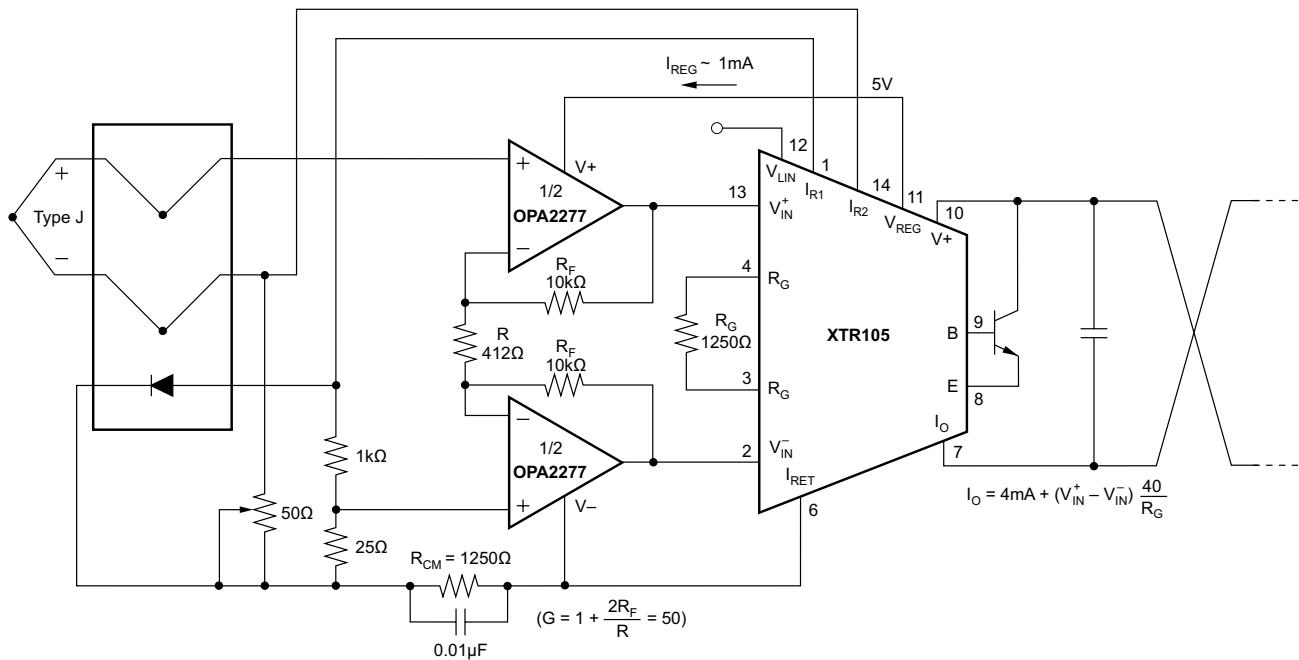 I_REG ~ 1mA
5V
12
V_LIN
1
I_R1
14
I_R2
11
V_REG
10
V+
+
Type J
–
+
V+
1/2
OPA2277
–
13
V_IN^+
R_F
10kΩ
4
R_G
R
412Ω
R_G
1250Ω
XTR105
9
B
R_F
10kΩ
3
R_G
E
8
–
1/2
OPA2277
+
V–
2
V_IN^–
I_RET
6
I_O
7
1kΩ
50Ω
25Ω
I_O = 4mA + (V_IN^+ – V_IN^–) 40/R_G
R_CM = 1250Ω
0.01µF
(G = 1 + 2R_F/R = 50)